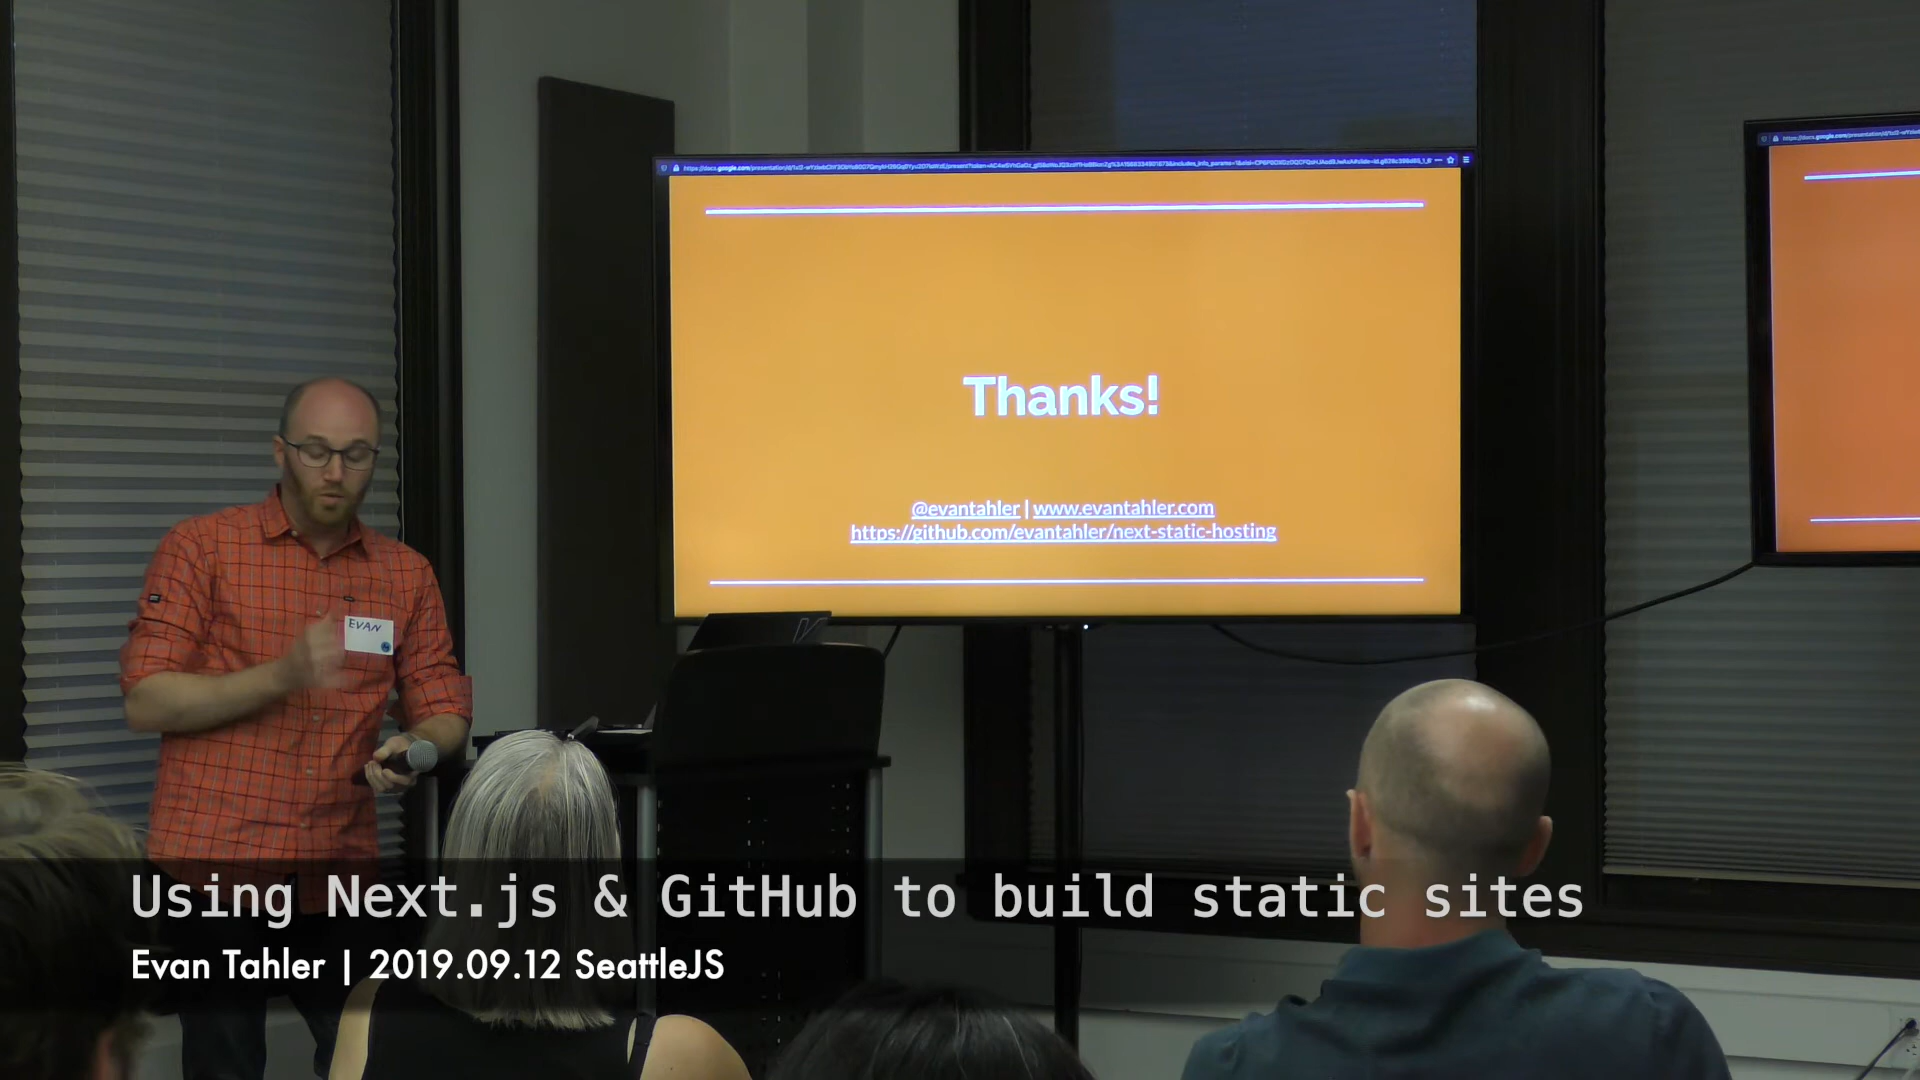 Thanks!
@evantahler | www.evantahler.com
https://github.com/evantahler/next-static-hosting
EVAN
Using Next.js & GitHub to build static sites
Evan Tahler | 2019.09.12 SeattleJS